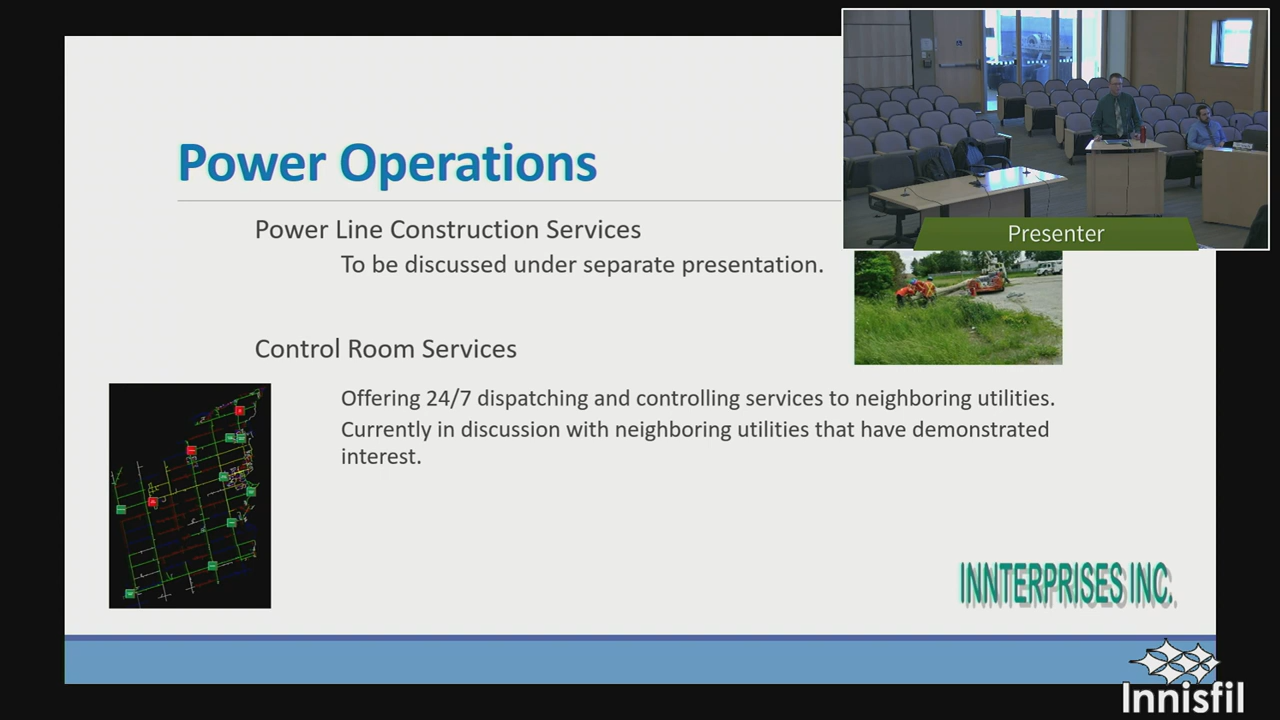 Power Operations
Presenter
Power Line Construction Services
To be discussed under separate presentation.
Control Room Services
Offering 24/7 dispatching and controlling services to neighboring utilities.
Currently in discussion with neighboring utilities that have demonstrated
interest.
INNTERPRISES INC.
Innisfil